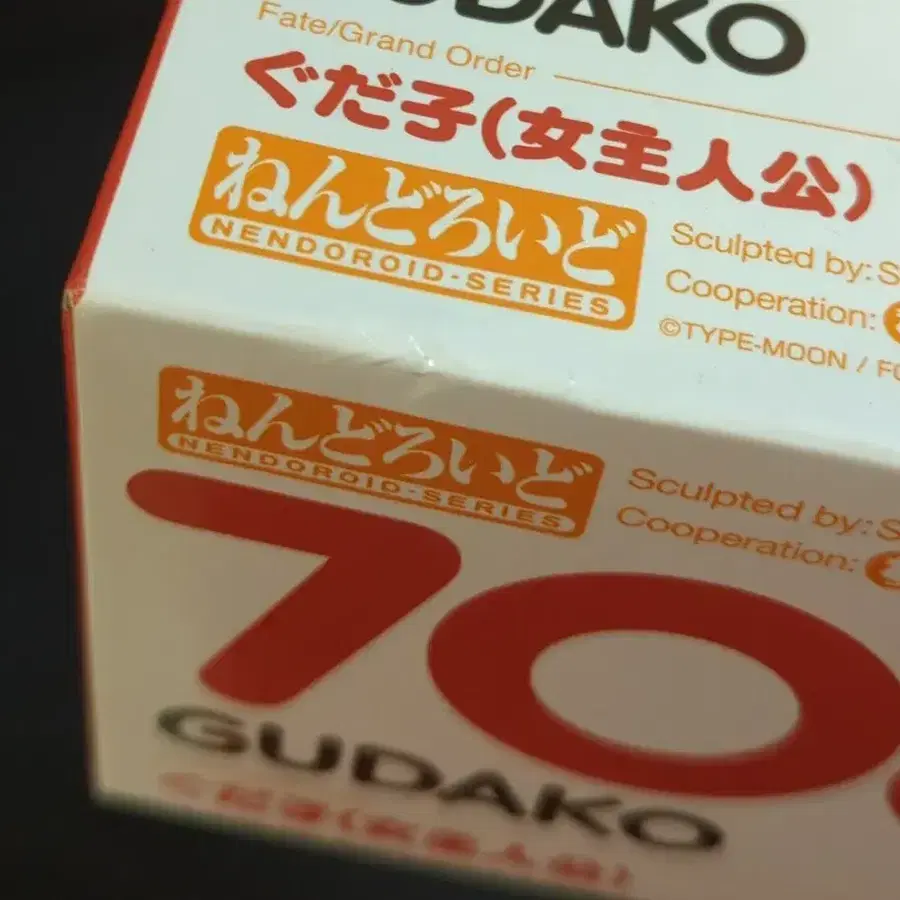 UDAKO
Fate/Grand Order
ぐだ子(女主人公)
ねんどろいど
NENDOROID-SERIES
Sculpted by: S
Cooperation:
©TYPE-MOON / F
ねんどろいど
NENDOROID-SERIES
Sculpted by: S
Cooperation:
70
GUDAKO